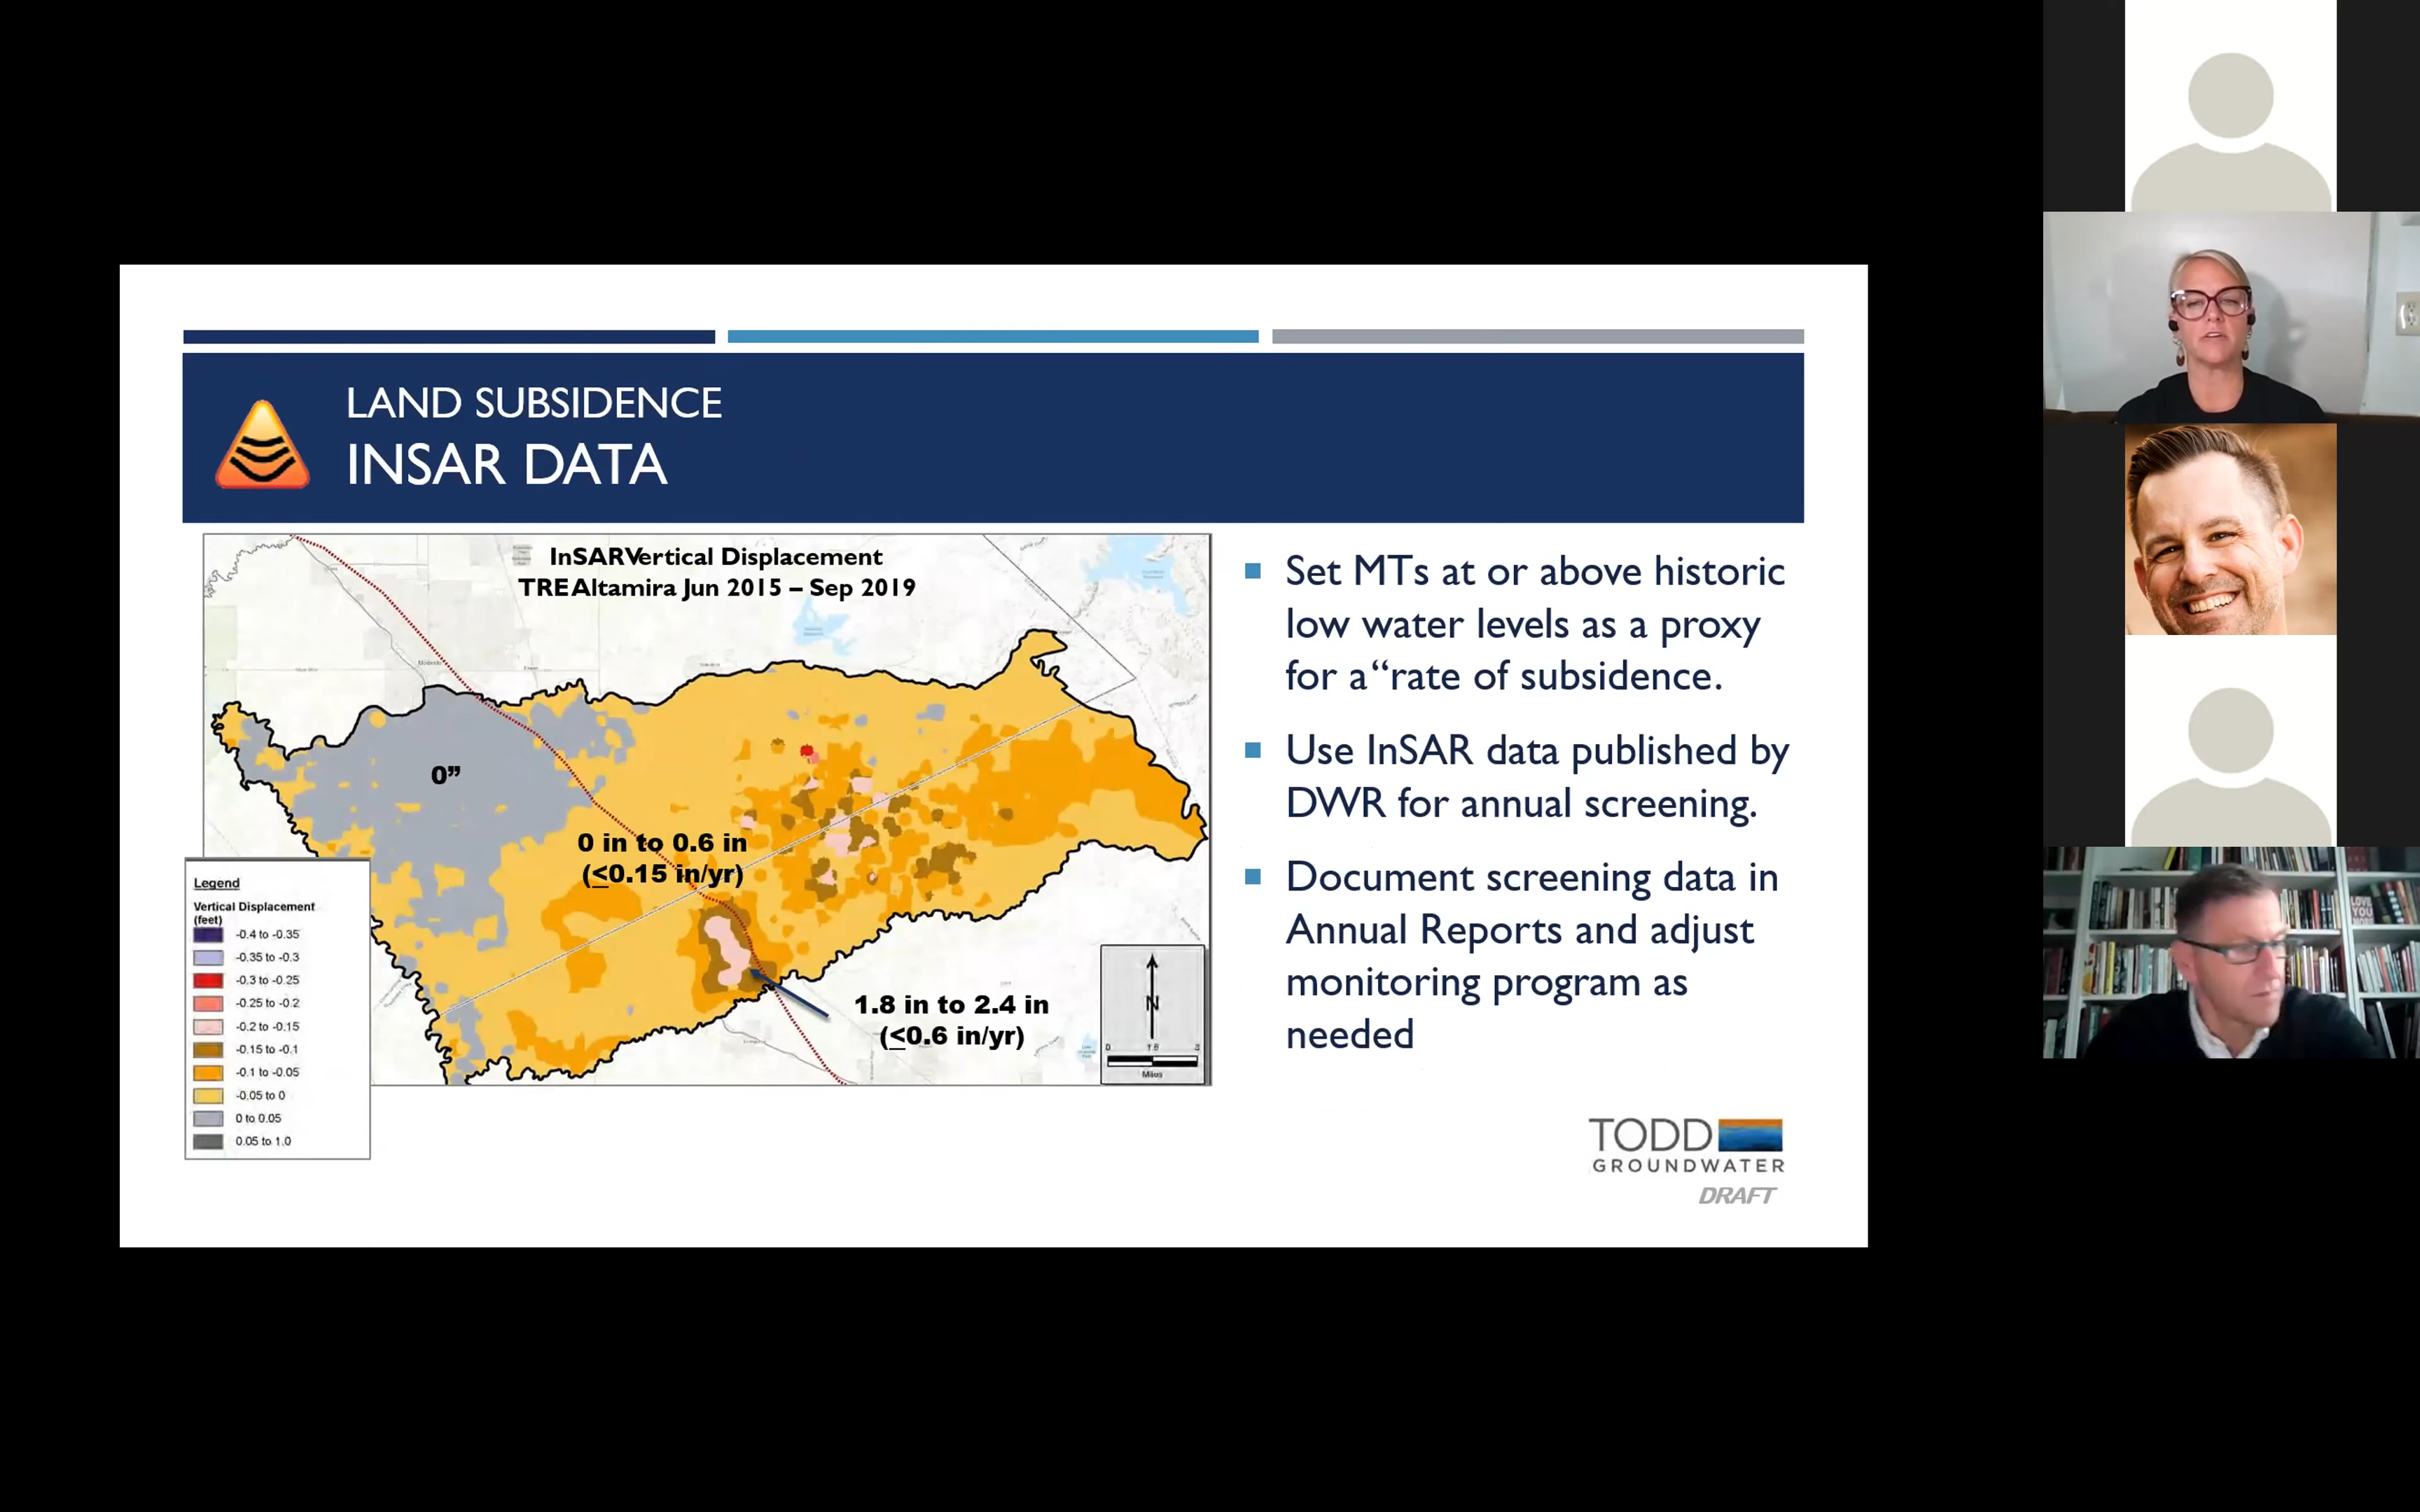 LAND SUBSIDENCE
INSAR DATA
InSARVertical Displacement
TREAltamira Jun 2015 – Sep 2019
Modesto
0”
0 in to 0.6 in
(≤0.15 in/yr)
1.8 in to 2.4 in
(≤0.6 in/yr)
N
Miles
Legend
Vertical Displacement
(feet)
-0.4 to -0.35
-0.35 to -0.3
-0.3 to -0.25
-0.25 to -0.2
-0.2 to -0.15
-0.15 to -0.1
-0.1 to -0.05
-0.05 to 0
0 to 0.05
0.05 to 1.0
Set MTs at or above historic
low water levels as a proxy
for a“rate of subsidence.
Use InSAR data published by
DWR for annual screening.
Document screening data in
Annual Reports and adjust
monitoring program as
needed
TODD
GROUNDWATER
DRAFT
LOVE
YOU